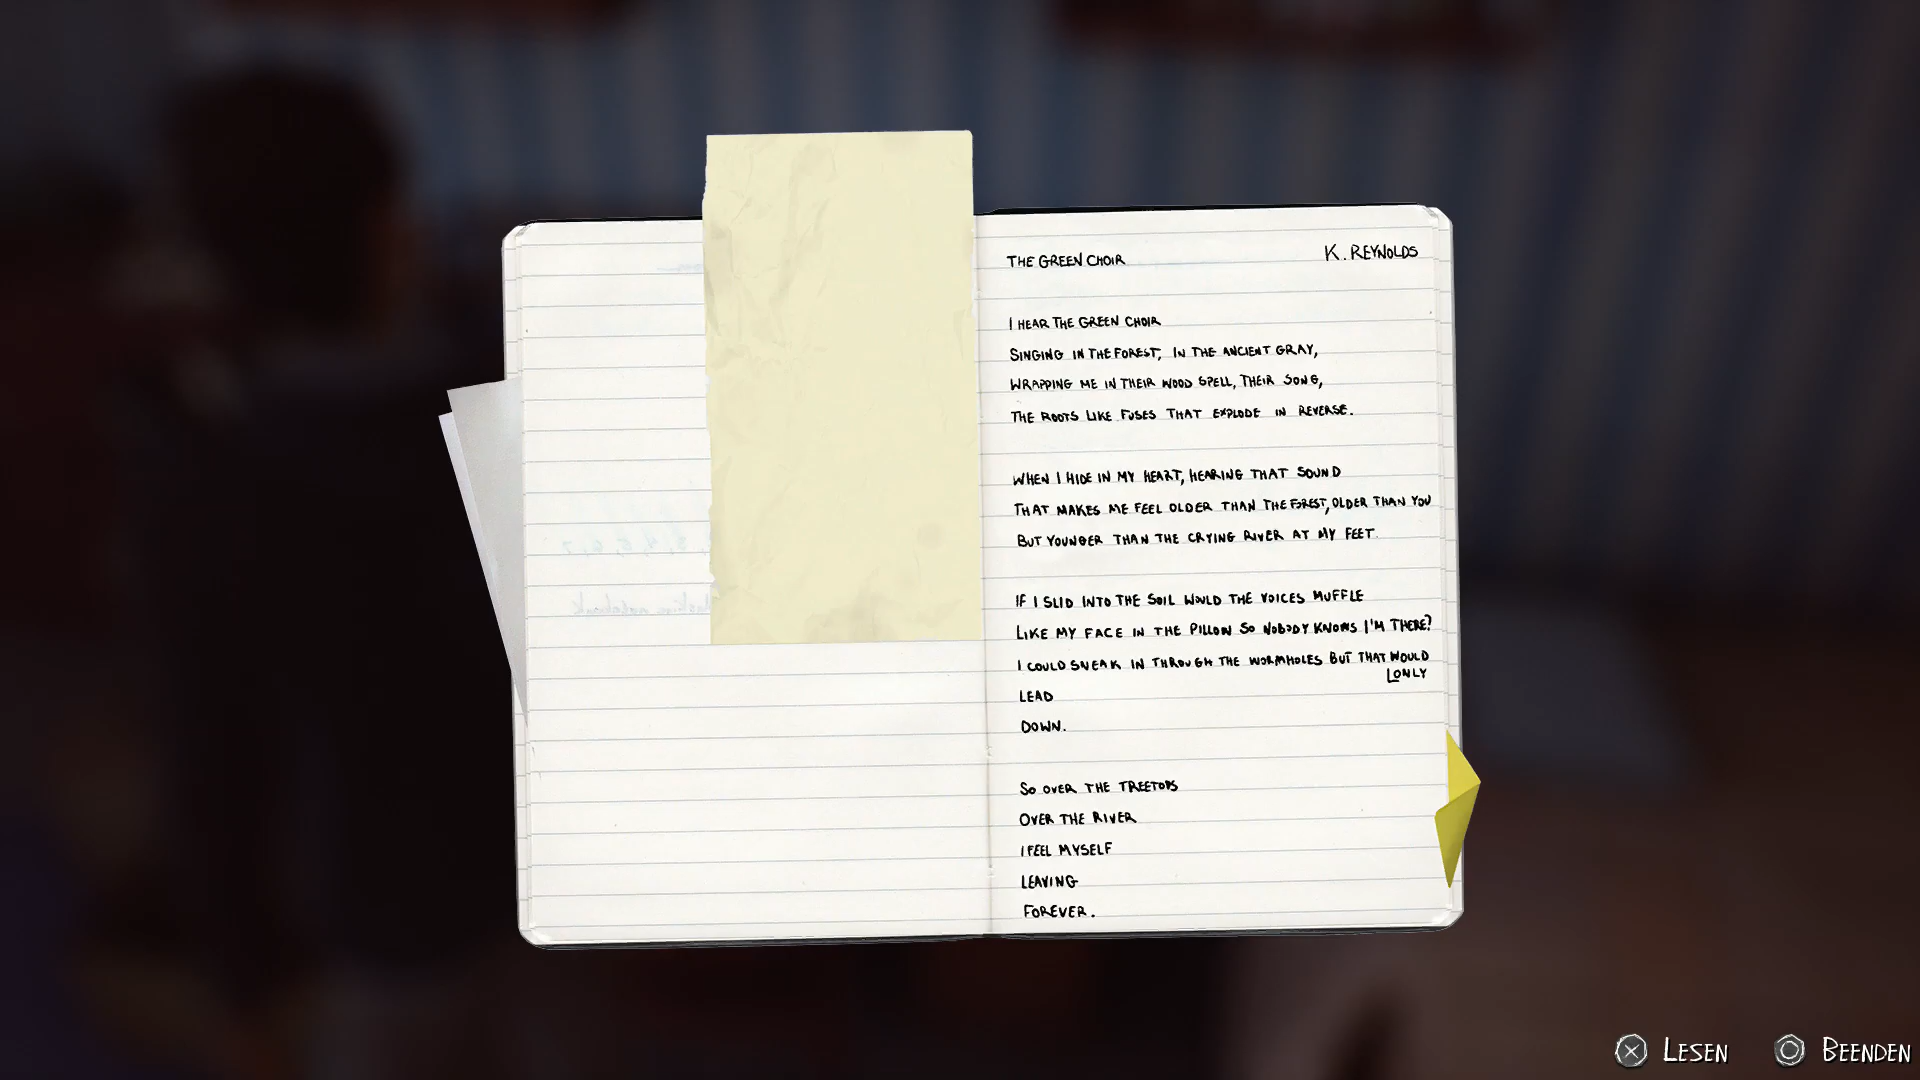 THE GREEN CHOIR
K. REYNOLDS
I HEAR THE GREEN CHOIR
SINGING IN THE FOREST, IN THE ANCIENT GRAY,
WRAPPING ME IN THEIR WOOD SPELL, THEIR SONG,
THE ROOTS LIKE FUSES THAT EXPLODE IN REVERSE.
WHEN I HIDE IN MY HEART, HEARING THAT SOUND
THAT MAKES ME FEEL OLDER THAN THE FOREST, OLDER THAN YOU
BUT YOUNGER THAN THE CRYING RIVER AT MY FEET.
IF I SLID INTO THE SOIL WOULD THE VOICES MUFFLE
LIKE MY FACE IN THE PILLOW SO NOBODY KNOWS I'M THERE?
I COULD SNEAK IN THROUGH THE WORMHOLES BUT THAT WOULD
LONLY
LEAD
DOWN.
SO OVER THE TREETOPS
OVER THE RIVER
I FEEL MYSELF
LEAVING
FOREVER.
LESEN
BEENDEN